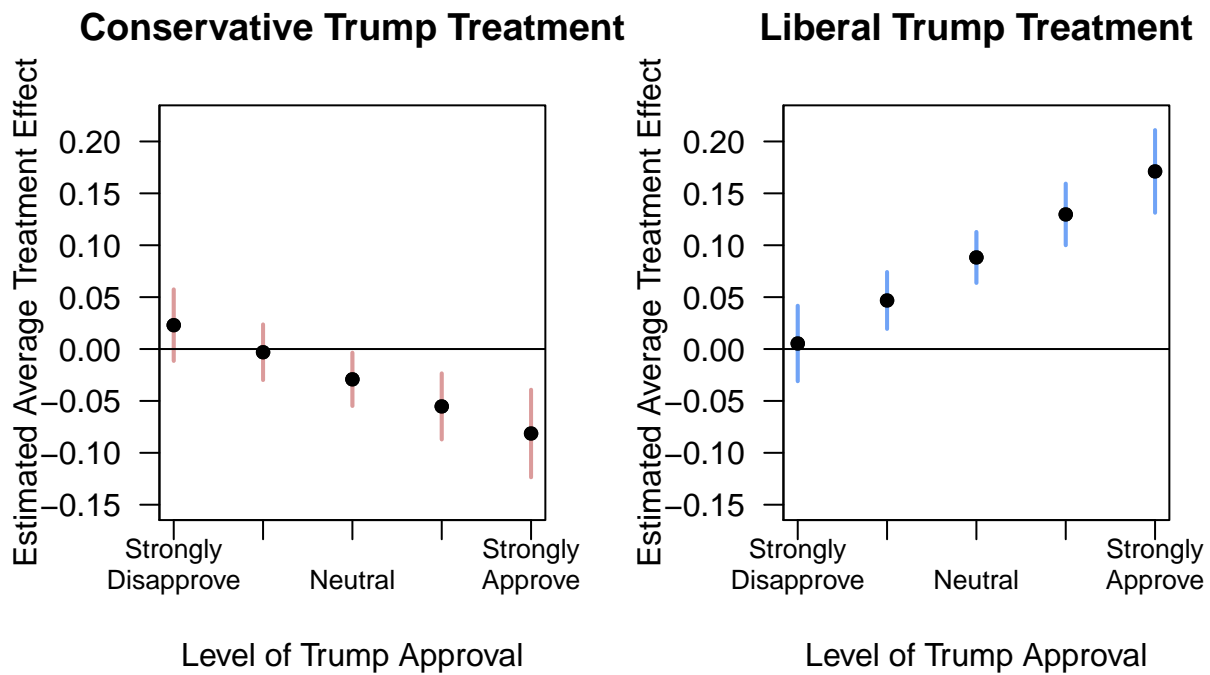 Conservative Trump Treatment
Estimated Average Treatment Effect
0.20
0.15
0.10
0.05
0.00
−0.05
−0.10
−0.15
Strongly
Disapprove
Neutral
Strongly
Approve
Level of Trump Approval
Liberal Trump Treatment
Estimated Average Treatment Effect
0.20
0.15
0.10
0.05
0.00
−0.05
−0.10
−0.15
Strongly
Disapprove
Neutral
Strongly
Approve
Level of Trump Approval